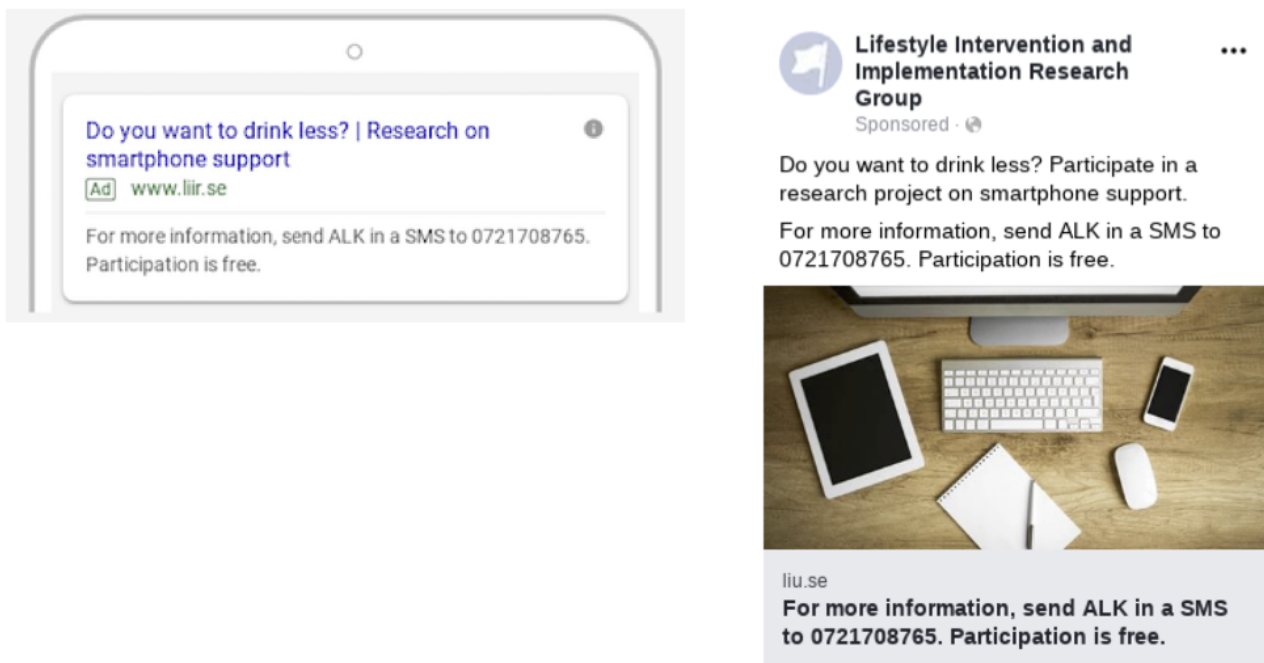 Do you want to drink less? | Research on
smartphone support
Ad www.liir.se
For more information, send ALK in a SMS to 0721708765.
Participation is free.
Lifestyle Intervention and
Implementation Research
Group
Sponsored ·
Do you want to drink less? Participate in a
research project on smartphone support.
For more information, send ALK in a SMS to
0721708765. Participation is free.
liu.se
For more information, send ALK in a SMS
to 0721708765. Participation is free.